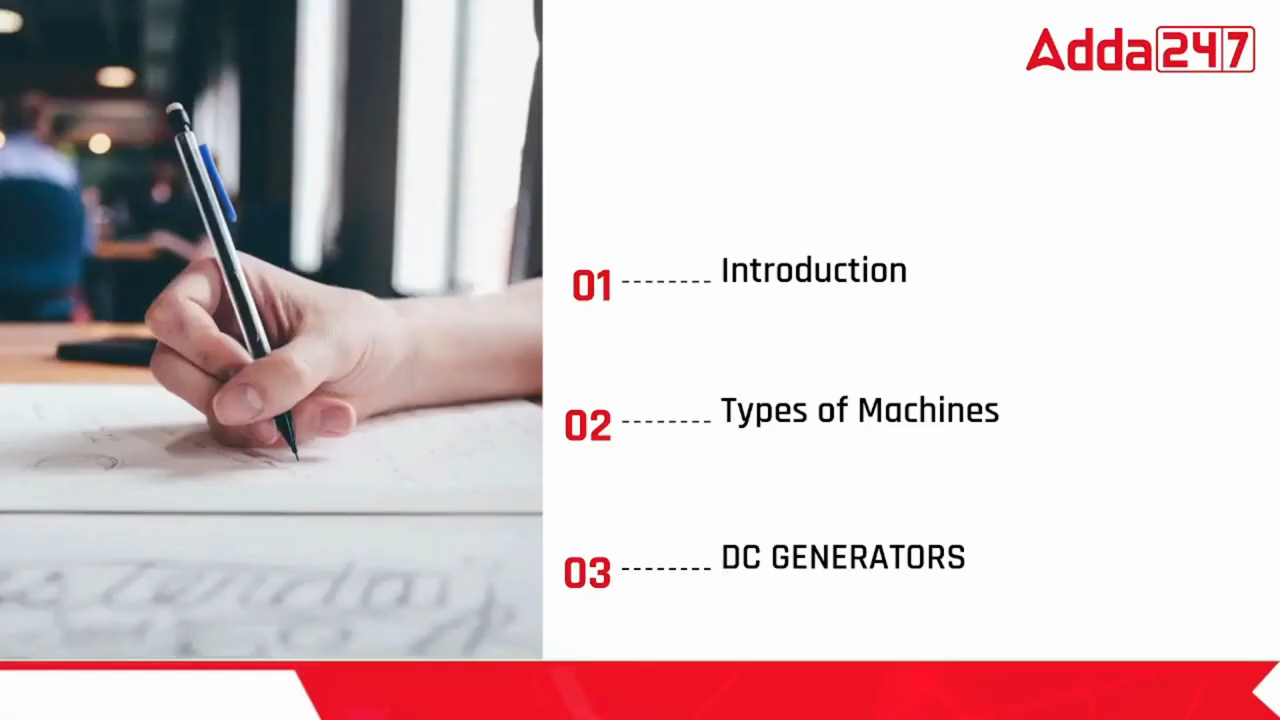 Adda247
01 -------- Introduction
02 -------- Types of Machines
03 -------- DC GENERATORS